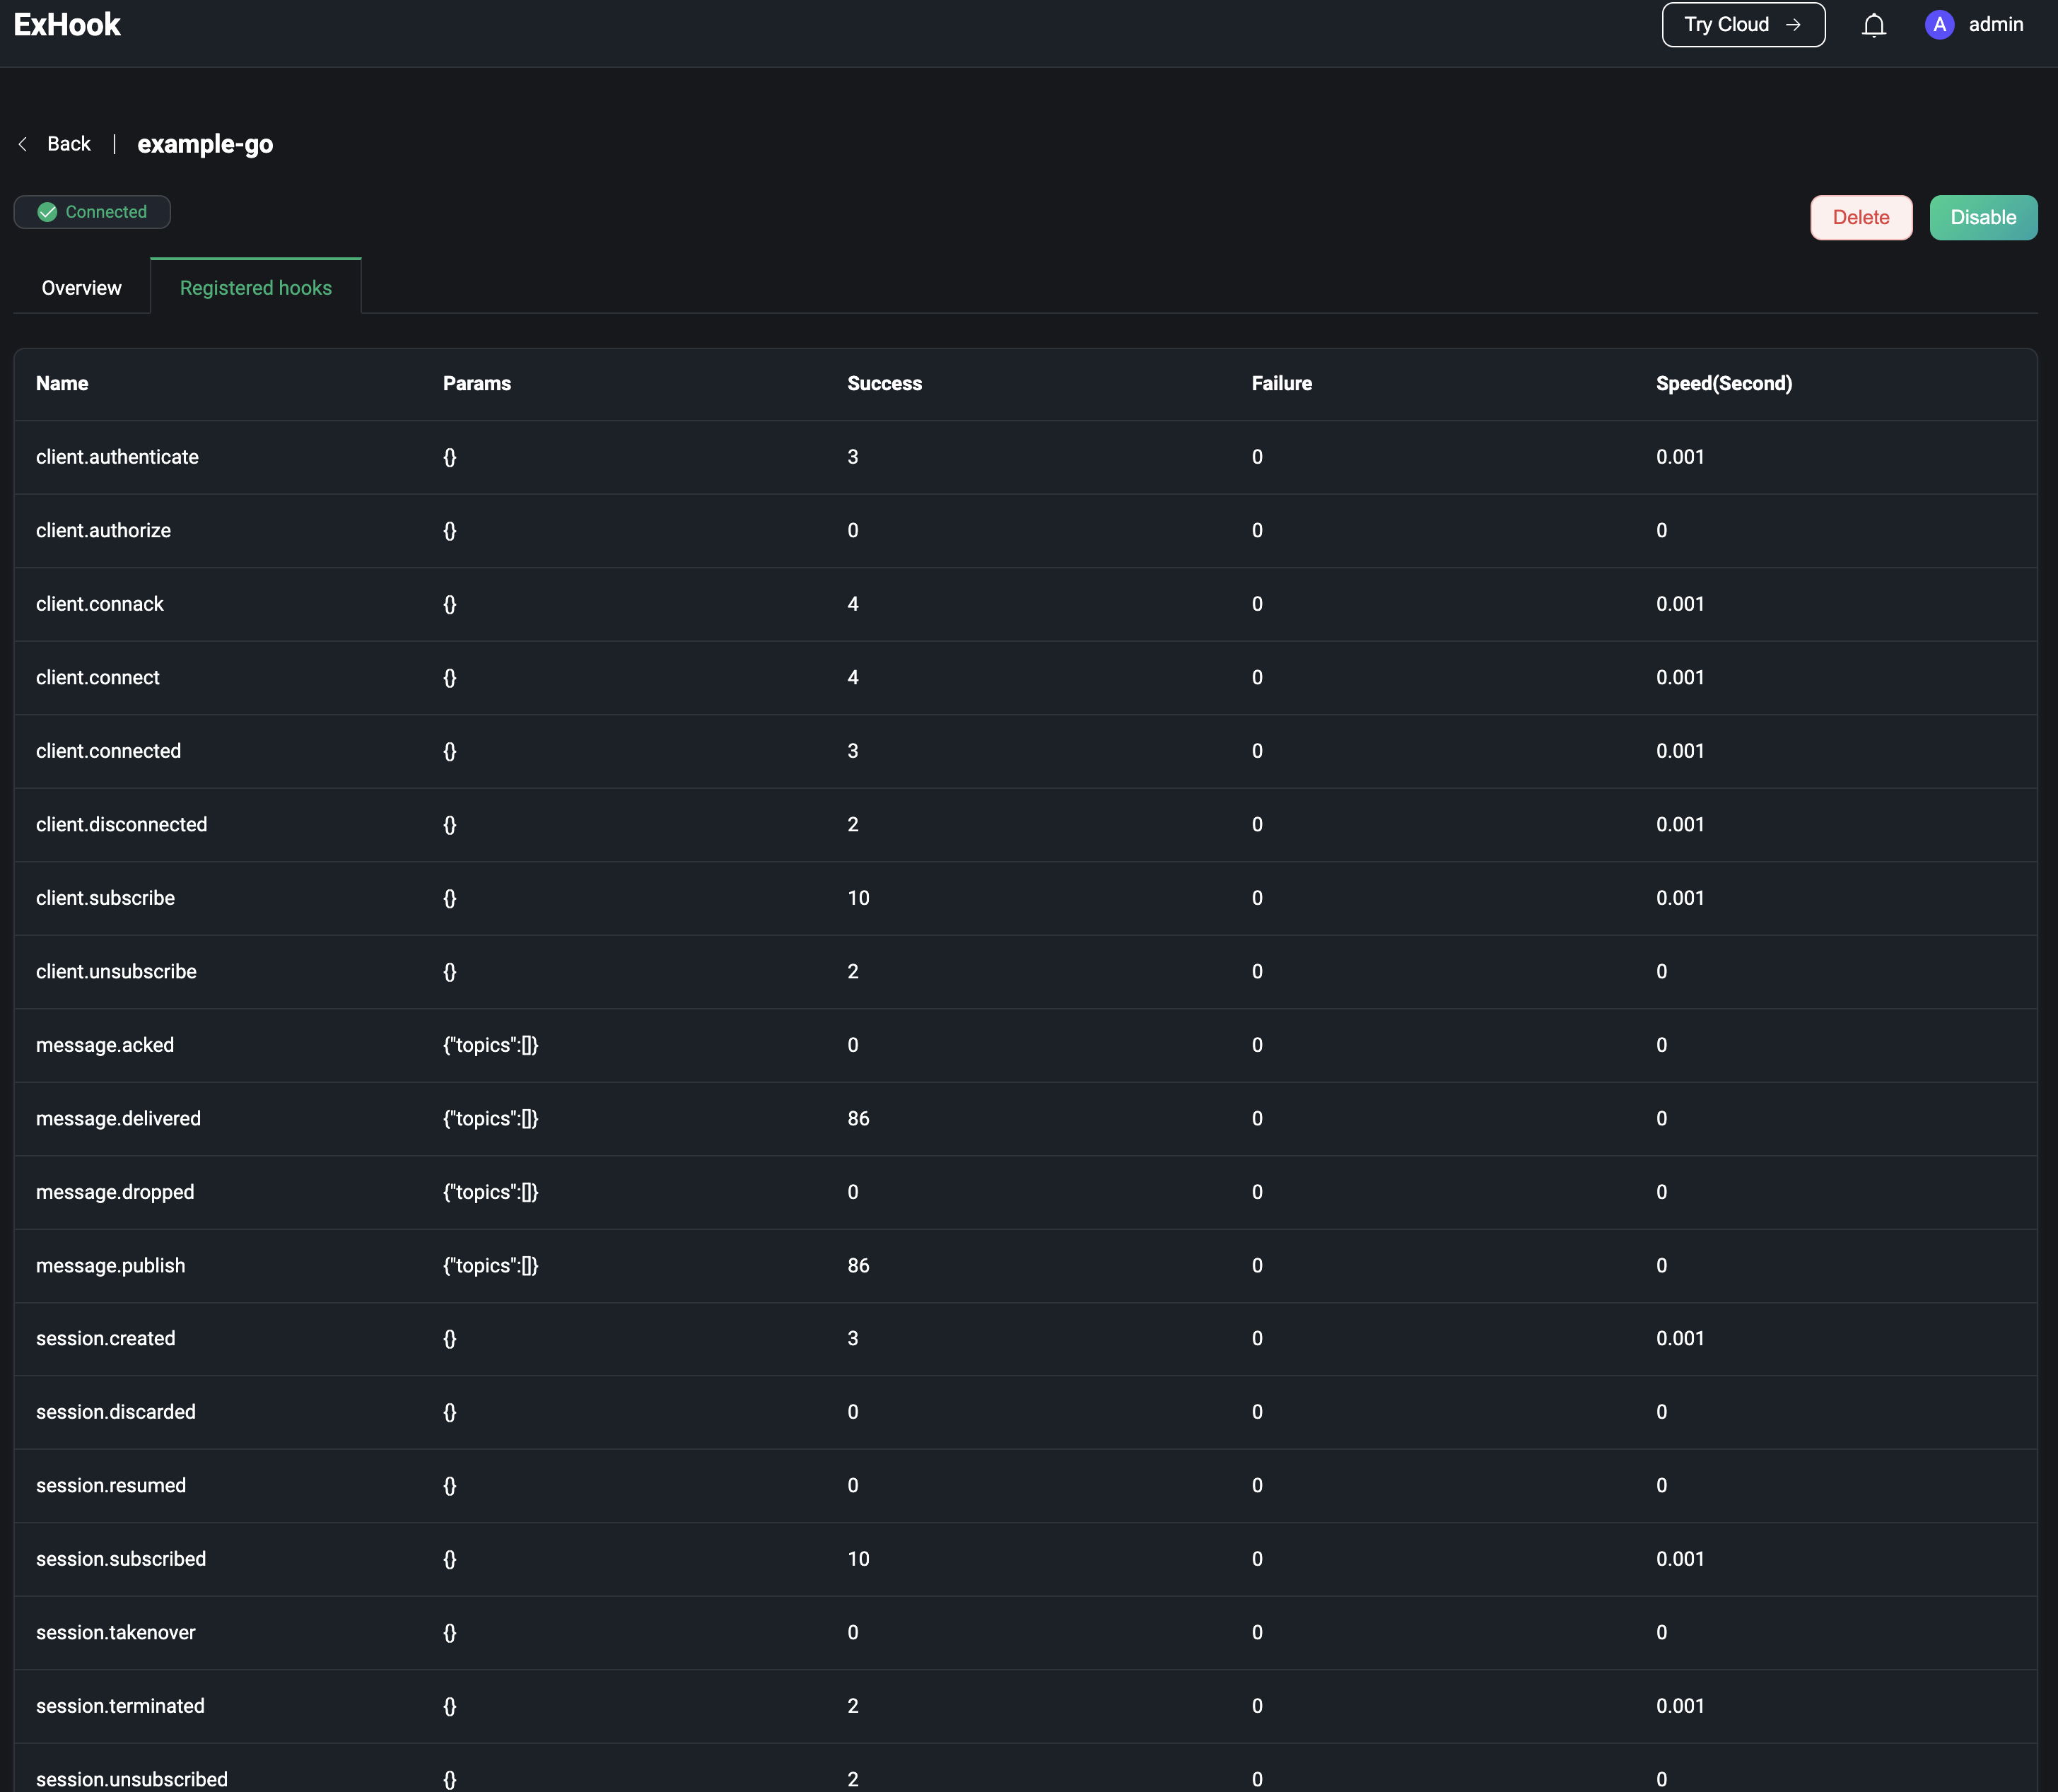 ExHook
Try Cloud → A admin
Back | example-go
Connected
Delete Disable
Overview Registered hooks
Name Params Success Failure Speed(Second)
client.authenticate {} 3 0 0.001
client.authorize {} 0 0 0
client.connack {} 4 0 0.001
client.connect {} 4 0 0.001
client.connected {} 3 0 0.001
client.disconnected {} 2 0 0.001
client.subscribe {} 10 0 0.001
client.unsubscribe {} 2 0 0
message.acked {"topics":[]} 0 0 0
message.delivered {"topics":[]} 86 0 0
message.dropped {"topics":[]} 0 0 0
message.publish {"topics":[]} 86 0 0
session.created {} 3 0 0.001
session.discarded {} 0 0 0
session.resumed {} 0 0 0
session.subscribed {} 10 0 0.001
session.takenover {} 0 0 0
session.terminated {} 2 0 0.001
session.unsubscribed {} 2 0 0